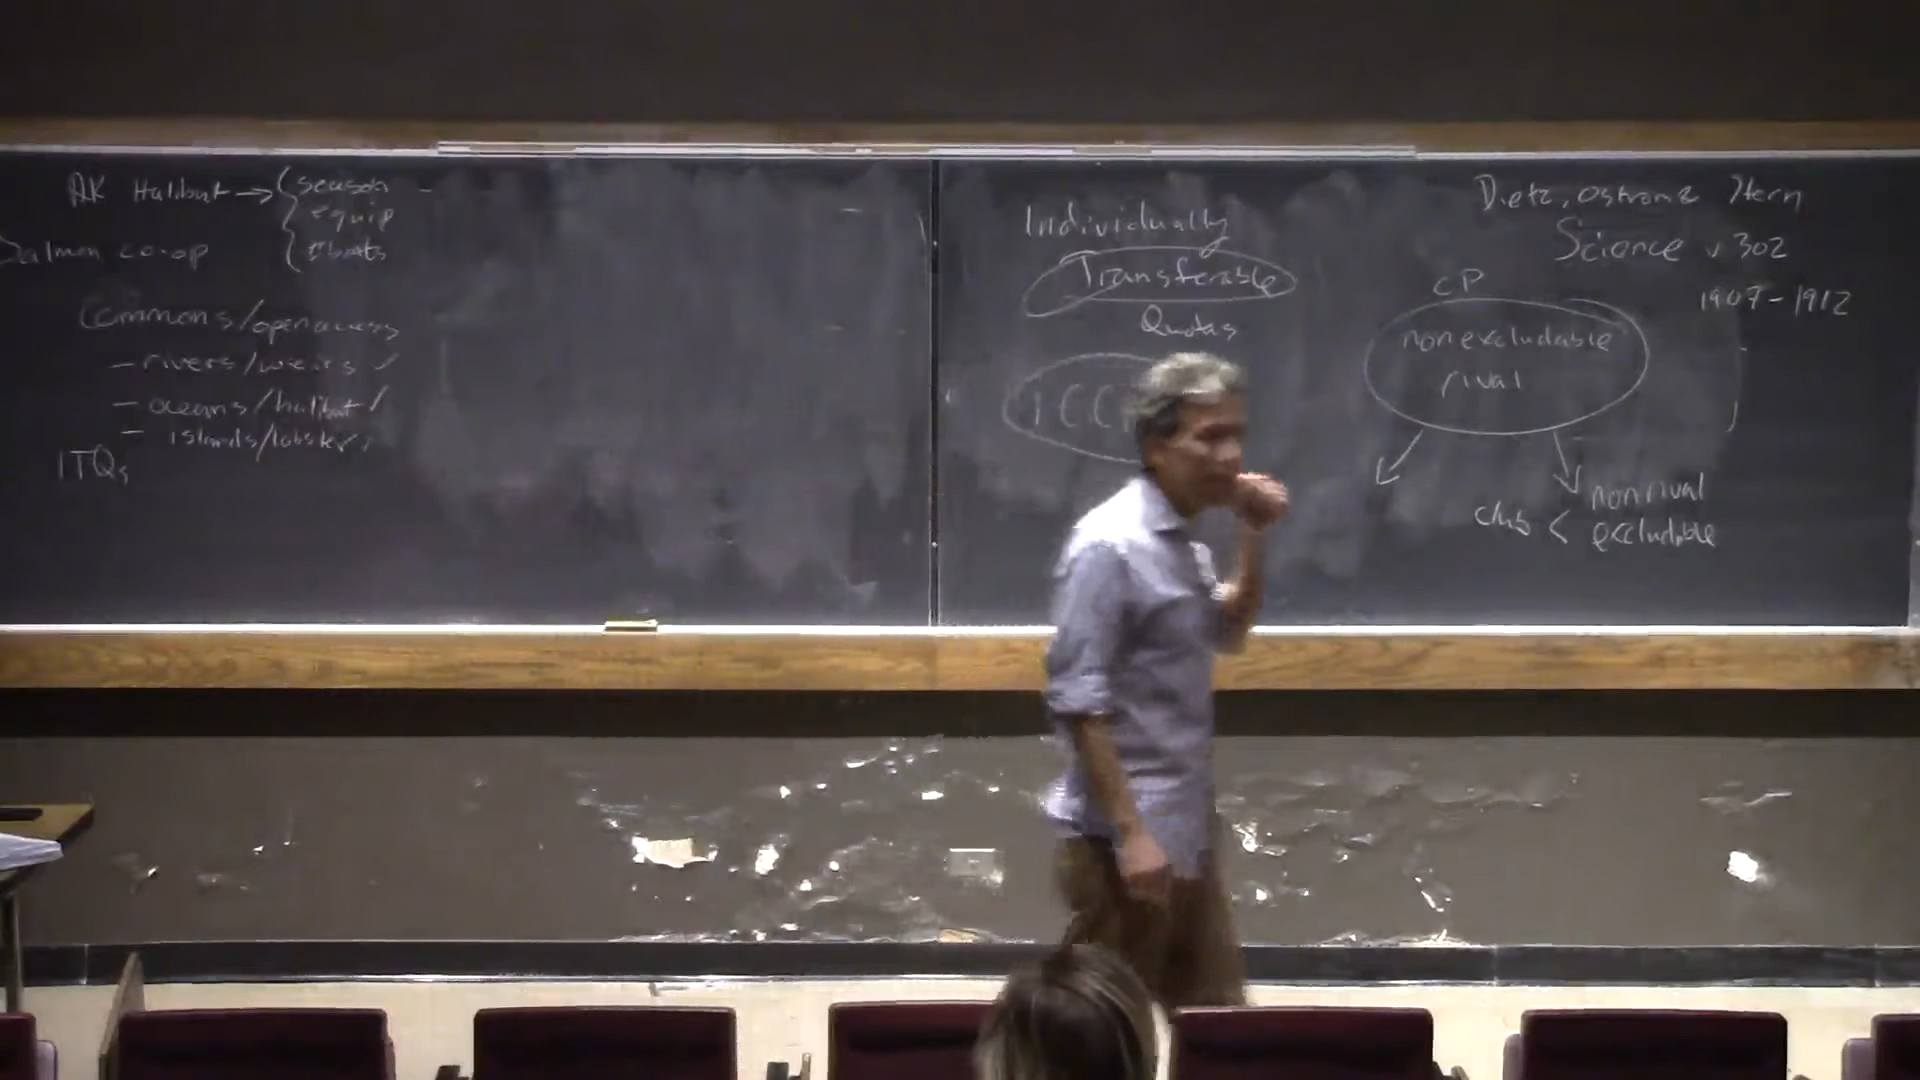 AK Halibut → { season
equip
# boats
Salmon co-op
Commons/open access
- rivers/weirs ✓
- oceans/halibut ✓
- islands/lobster ✓
ITQs
Individually
Transferable
Quotas
Dietz, Ostrom & Stern
Science v 302
1907-1912
CP
nonexcludable
rival
club < nonrival
excludable